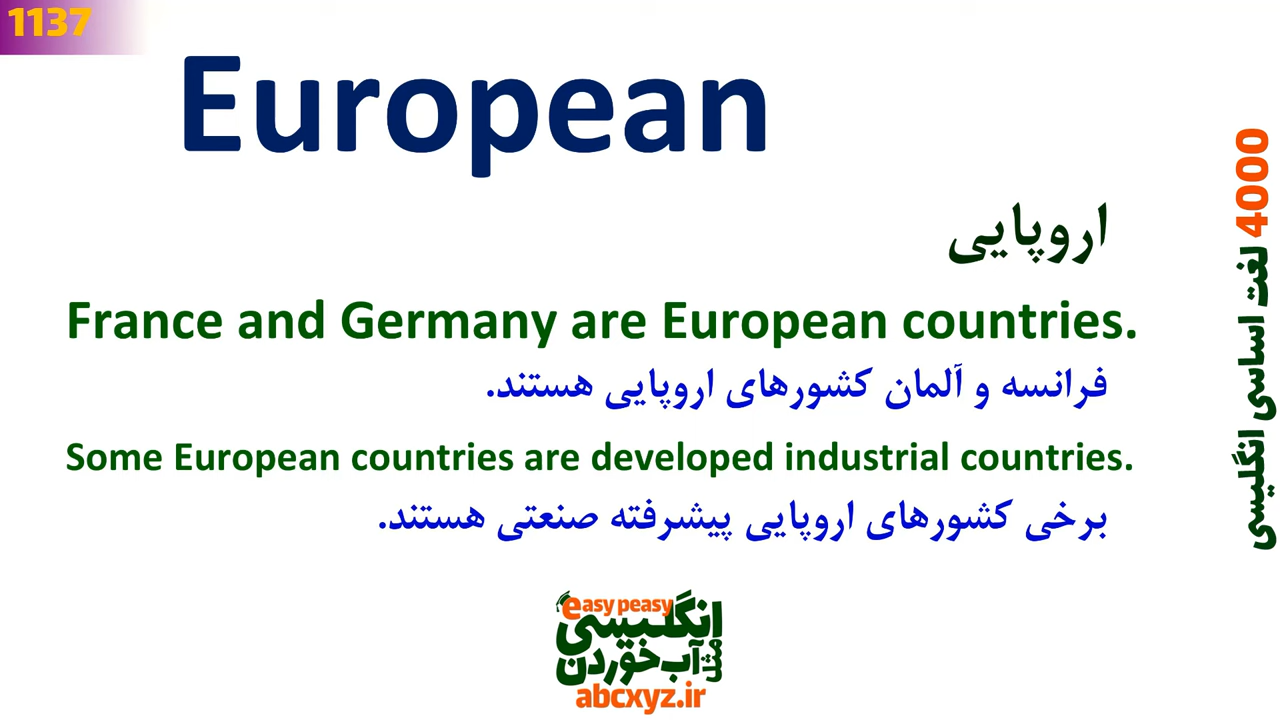 1137
European
اروپایی
France and Germany are European countries.
فرانسه و آلمان کشورهای اروپایی هستند.
Some European countries are developed industrial countries.
برخی کشورهای اروپایی پیشرفته صنعتی هستند.
4000 لغت اساسی انگلیسی
easy peasy
انگلیسی
مثل آب خوردن
abcxyz.ir